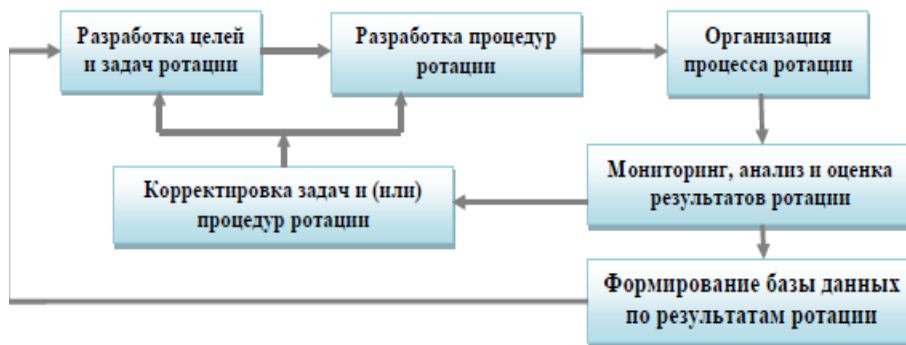 Разработка целей
и задач ротации
Разработка процедур
ротации
Организация
процесса ротации
Мониторинг, анализ и оценка
результатов ротации
Корректировка задач и (или)
процедур ротации
Формирование базы данных
по результатам ротации